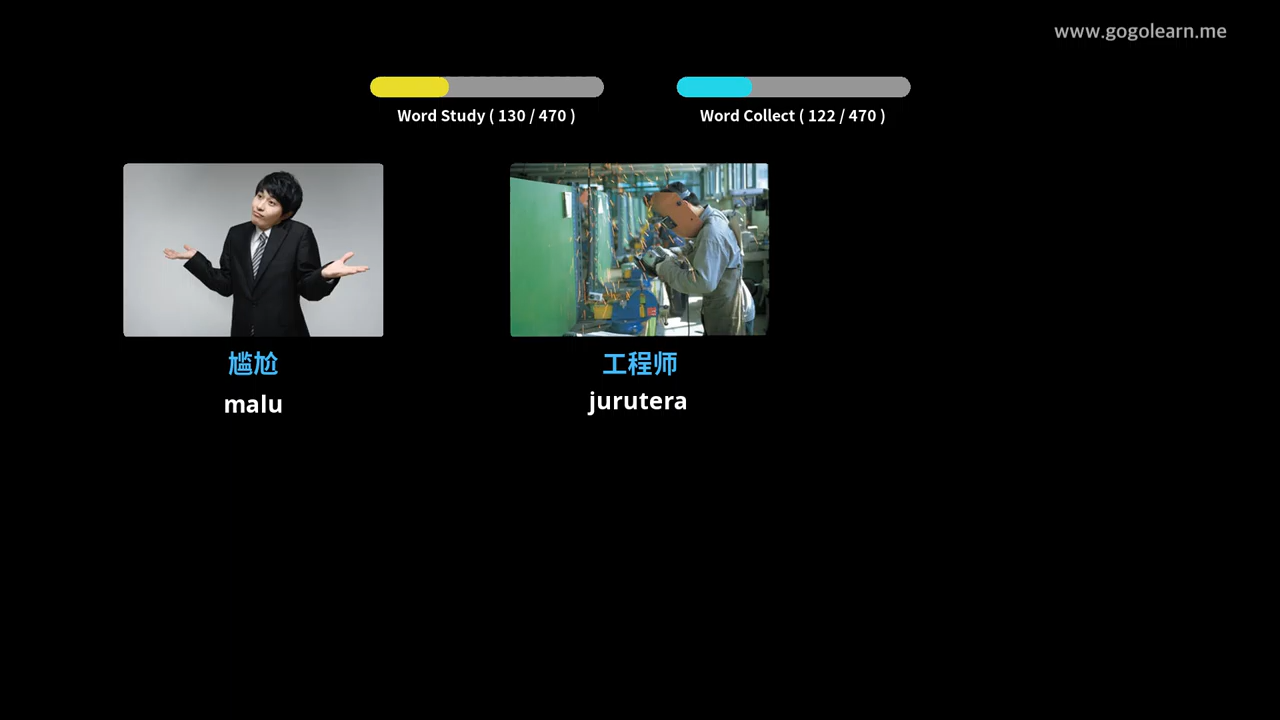 www.gogolearn.me
Word Study ( 130 / 470 )
Word Collect ( 122 / 470 )
尴尬
工程师
malu
jurutera